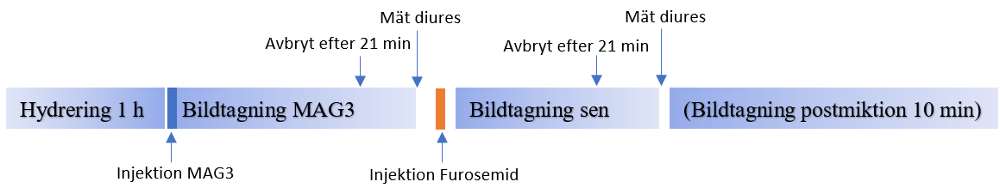 Mät diures
Mät diures
Avbryt efter 21 min
Avbryt efter 21 min
Hydrering 1 h
Bildtagning MAG3
Bildtagning sen
(Bildtagning postmiktion 10 min)
Injektion MAG3
Injektion Furosemid